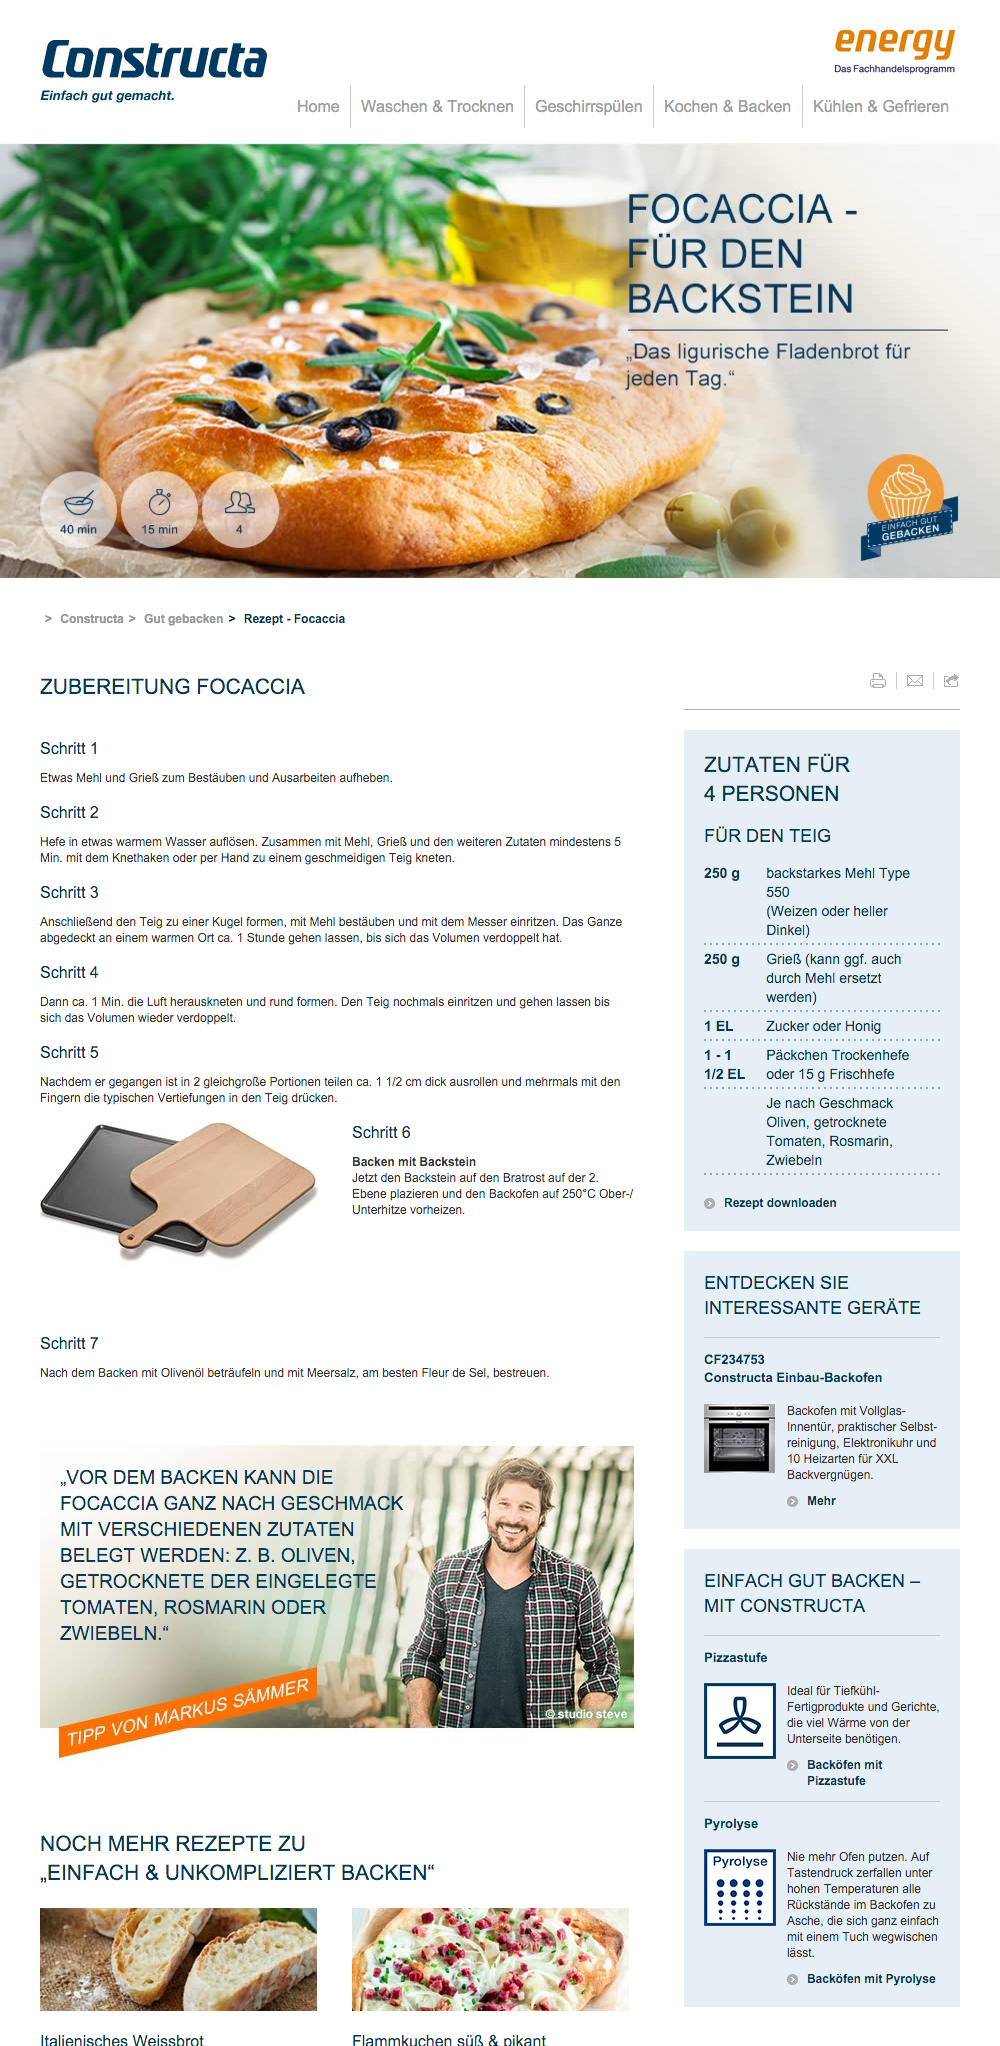 Constructa
Einfach gut gemacht.
energy
Das Fachhandelsprogramm
Home
Waschen & Trocknen
Geschirrspülen
Kochen & Backen
Kühlen & Gefrieren
FOCACCIA -
FÜR DEN
BACKSTEIN
„Das ligurische Fladenbrot für
jeden Tag.“
40 min
15 min
4
EINFACH GUT
GEBACKEN
> Constructa > Gut gebacken > Rezept - Focaccia
ZUBEREITUNG FOCACCIA
Schritt 1
Etwas Mehl und Grieß zum Bestäuben und Ausarbeiten aufheben.
Schritt 2
Hefe in etwas warmem Wasser auflösen. Zusammen mit Mehl, Grieß und den weiteren Zutaten mindestens 5
Min. mit dem Knethaken oder per Hand zu einem geschmeidigen Teig kneten.
Schritt 3
Anschließend den Teig zu einer Kugel formen, mit Mehl bestäuben und mit dem Messer einritzen. Das Ganze
abgedeckt an einem warmen Ort ca. 1 Stunde gehen lassen, bis sich das Volumen verdoppelt hat.
Schritt 4
Dann ca. 1 Min. die Luft herauskneten und rund formen. Den Teig nochmals einritzen und gehen lassen bis
sich das Volumen wieder verdoppelt.
Schritt 5
Nachdem er gegangen ist in 2 gleichgroße Portionen teilen ca. 1 1/2 cm dick ausrollen und mehrmals mit den
Fingern die typischen Vertiefungen in den Teig drücken.
Schritt 6
Backen mit Backstein
Jetzt den Backstein auf den Bratrost auf der 2.
Ebene plazieren und den Backofen auf 250°C Ober-/
Unterhitze vorheizen.
Schritt 7
Nach dem Backen mit Olivenöl beträufeln und mit Meersalz, am besten Fleur de Sel, bestreuen.
„VOR DEM BACKEN KANN DIE
FOCACCIA GANZ NACH GESCHMACK
MIT VERSCHIEDENEN ZUTATEN
BELEGT WERDEN: Z. B. OLIVEN,
GETROCKNETE DER EINGELEGTE
TOMATEN, ROSMARIN ODER
ZWIEBELN.“
TIPP VON MARKUS SÄMMER
© studio steve
NOCH MEHR REZEPTE ZU
„EINFACH & UNKOMPLIZIERT BACKEN“
Italienisches Weissbrot
Flammkuchen süß & pikant
ZUTATEN FÜR
4 PERSONEN
FÜR DEN TEIG
250 g backstarkes Mehl Type
550
(Weizen oder heller
Dinkel)
250 g Grieß (kann ggf. auch
durch Mehl ersetzt
werden)
1 EL Zucker oder Honig
1 - 1 Päckchen Trockenhefe
1/2 EL oder 15 g Frischhefe
Je nach Geschmack
Oliven, getrocknete
Tomaten, Rosmarin,
Zwiebeln
Rezept downloaden
ENTDECKEN SIE
INTERESSANTE GERÄTE
CF234753
Constructa Einbau-Backofen
Backofen mit Vollglas-
Innentür, praktischer Selbst-
reinigung, Elektronikuhr und
10 Heizarten für XXL
Backvergnügen.
Mehr
EINFACH GUT BACKEN –
MIT CONSTRUCTA
Pizzastufe
Ideal für Tiefkühl-
Fertigprodukte und Gerichte,
die viel Wärme von der
Unterseite benötigen.
Backöfen mit
Pizzastufe
Pyrolyse
Pyrolyse
Nie mehr Ofen putzen. Auf
Tastendruck zerfallen unter
hohen Temperaturen alle
Rückstände im Backofen zu
Asche, die sich ganz einfach
mit einem Tuch wegwischen
lässt.
Backöfen mit Pyrolyse